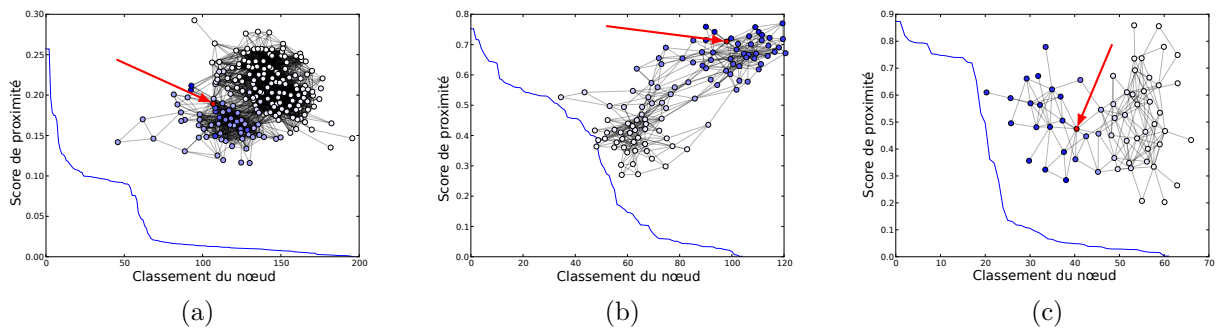 0.30
0.25
0.20
0.15
0.10
0.05
0.00
Score de proximité
0 50 100 150 200
Classement du nœud
(a)
0.8
0.7
0.6
0.5
0.4
0.3
0.2
0.1
0.0
Score de proximité
0 20 40 60 80 100 120
Classement du nœud
(b)
0.9
0.8
0.7
0.6
0.5
0.4
0.3
0.2
0.1
0.0
Score de proximité
0 10 20 30 40 50 60 70
Classement du nœud
(c)